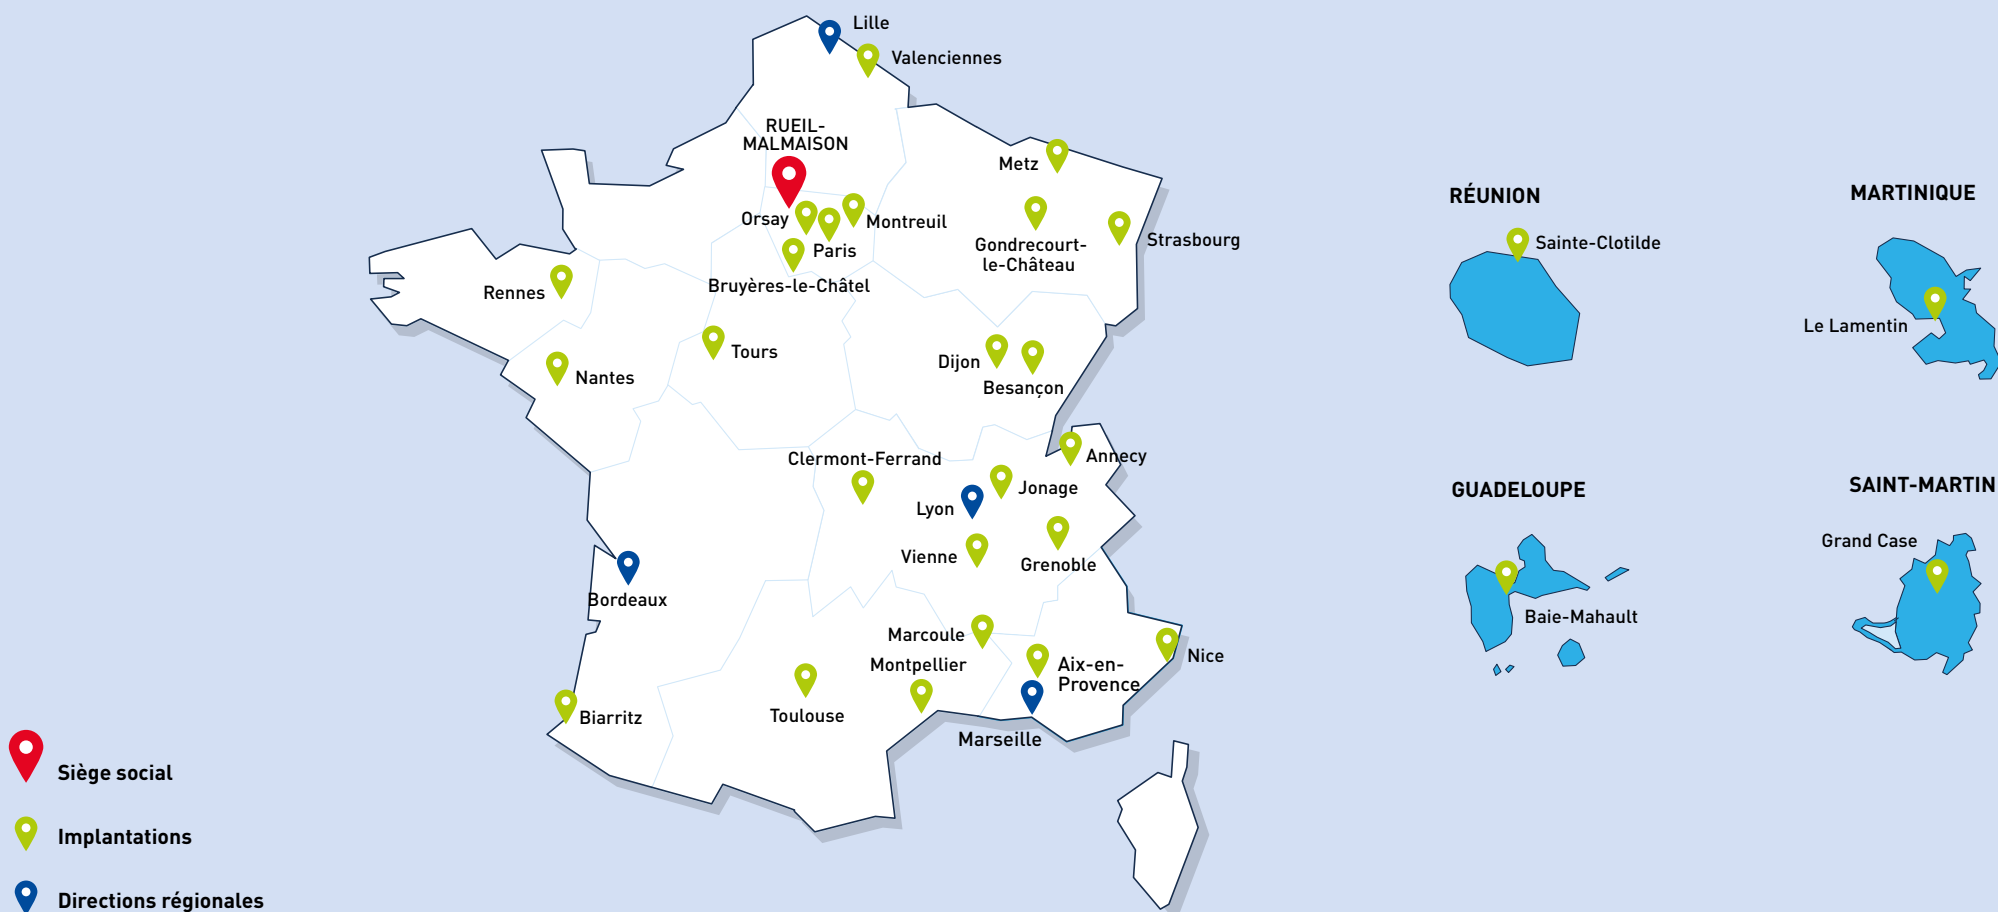 Lille
Valenciennes
RUEIL-
MALMAISON
Metz
Orsay
Montreuil
Paris
Gondrecourt-
le-Château
Strasbourg
Bruyères-le-Châtel
Rennes
Tours
Nantes
Dijon
Besançon
Annecy
Clermont-Ferrand
Jonage
Lyon
Vienne
Grenoble
Bordeaux
Marcoule
Montpellier
Aix-en-
Provence
Nice
Toulouse
Biarritz
Marseille
RÉUNION
Sainte-Clotilde
MARTINIQUE
Le Lamentin
GUADELOUPE
Baie-Mahault
SAINT-MARTIN
Grand Case
Siège social
Implantations
Directions régionales